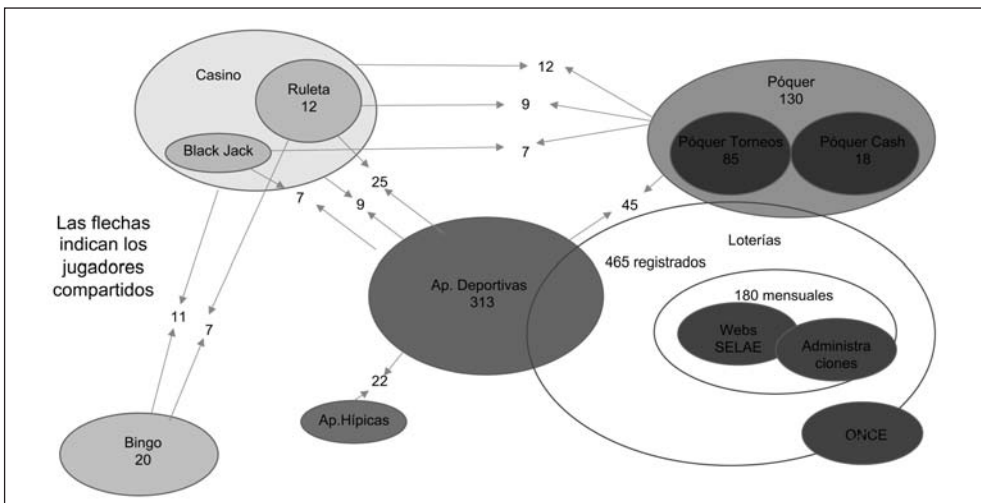 Casino
Ruleta
12
Black Jack
12
9
7
Póquer
130
Póquer Torneos
85
Póquer Cash
18
25
7
9
45
Las flechas
indican los
jugadores
compartidos
Loterías
465 registrados
Ap. Deportivas
313
180 mensuales
Webs
SELAE
Administra
ciones
11
7
22
Ap.Hípicas
Bingo
20
ONCE